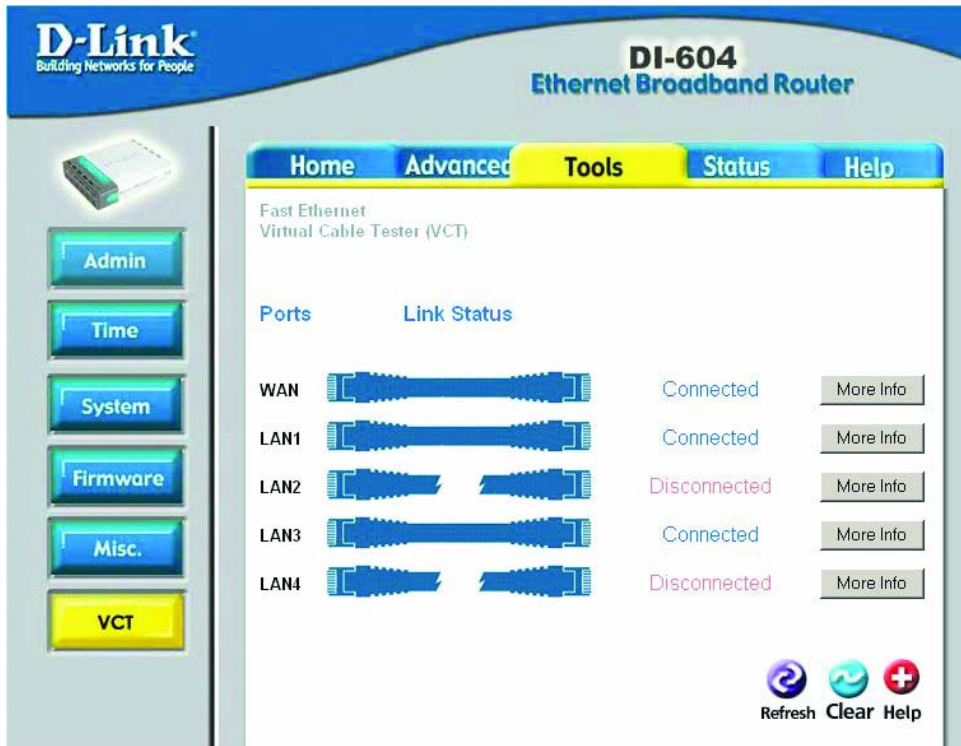 D-Link
Building Networks for People
DI-604
Ethernet Broadband Router
Home Advanced Tools Status Help
Admin
Time
System
Firmware
Misc.
VCT
Fast Ethernet
Virtual Cable Tester (VCT)
Ports Link Status
WAN Connected More Info
LAN1 Connected More Info
LAN2 Disconnected More Info
LAN3 Connected More Info
LAN4 Disconnected More Info
Refresh Clear Help